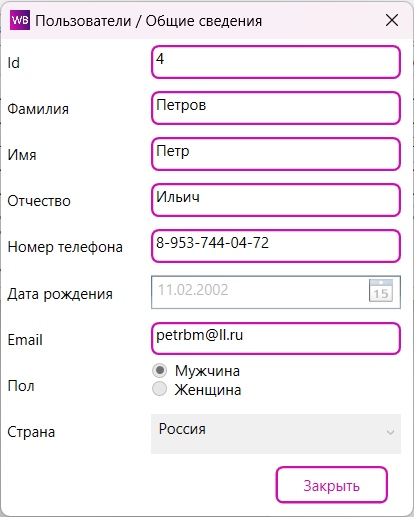 WB Пользователи / Общие сведения
Id 4
Фамилия Петров
Имя Петр
Отчество Ильич
Номер телефона 8-953-744-04-72
Дата рождения 11.02.2002 15
Email petrbm@ll.ru
Пол Мужчина
Женщина
Страна Россия
Закрыть